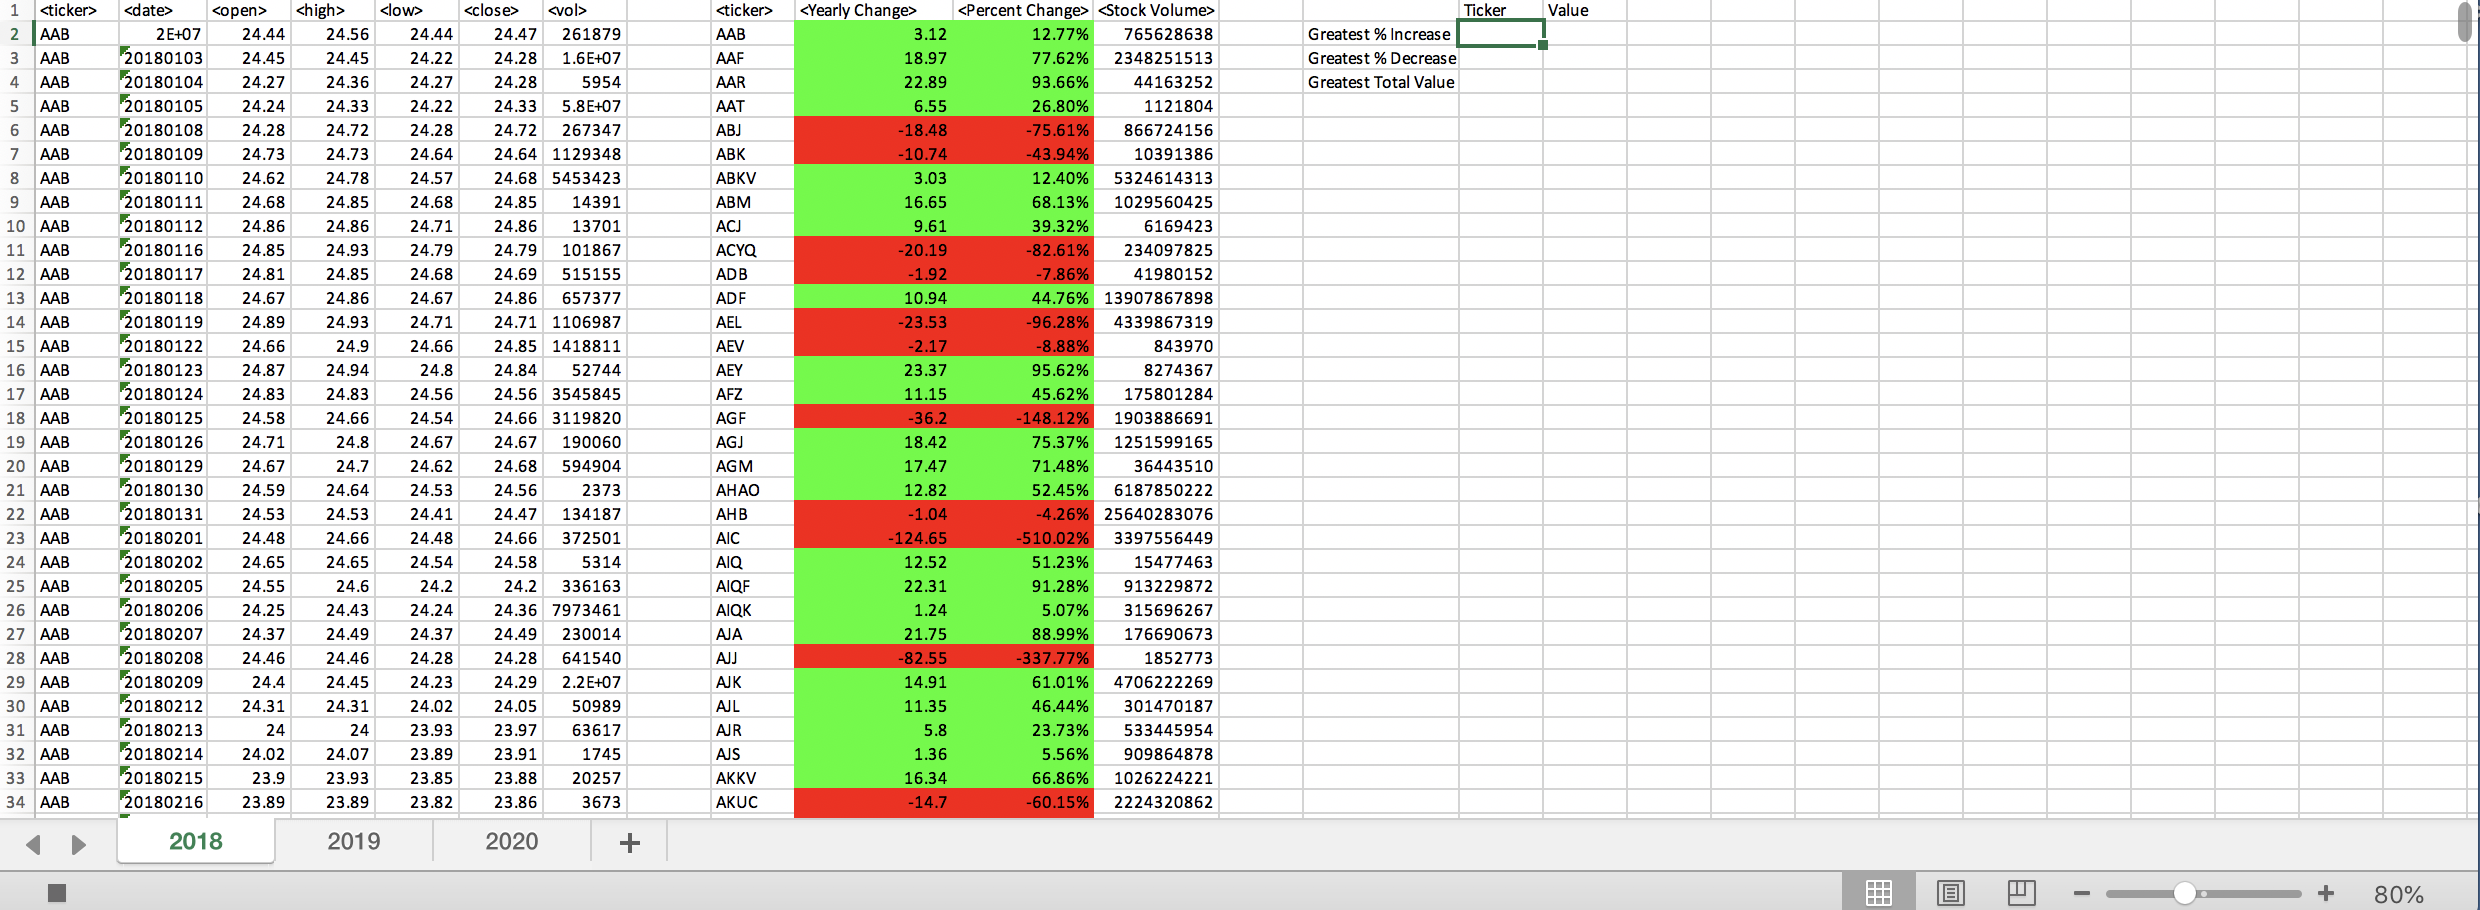 1 <ticker> <date> <open> <high> <low> <close> <vol> <ticker> <Yearly Change> <Percent Change> <Stock Volume> Ticker Value
2 AAB 2E+07 24.44 24.56 24.44 24.47 261879 AAB 3.12 12.77% 765628638 Greatest % Increase
3 AAB 20180103 24.45 24.45 24.22 24.28 1.6E+07 AAF 18.97 77.62% 2348251513 Greatest % Decrease
4 AAB 20180104 24.27 24.36 24.27 24.28 5954 AAR 22.89 93.66% 44163252 Greatest Total Value
5 AAB 20180105 24.24 24.33 24.22 24.33 5.8E+07 AAT 6.55 26.80% 1121804
6 AAB 20180108 24.28 24.72 24.28 24.72 267347 ABJ -18.48 -75.61% 866724156
7 AAB 20180109 24.73 24.73 24.64 24.64 1129348 ABK -10.74 -43.94% 10391386
8 AAB 20180110 24.62 24.78 24.57 24.68 5453423 ABKV 3.03 12.40% 5324614313
9 AAB 20180111 24.68 24.85 24.68 24.85 14391 ABM 16.65 68.13% 1029560425
10 AAB 20180112 24.86 24.86 24.71 24.86 13701 ACJ 9.61 39.32% 6169423
11 AAB 20180116 24.85 24.93 24.79 24.79 101867 ACYQ -20.19 -82.61% 234097825
12 AAB 20180117 24.81 24.85 24.68 24.69 515155 ADB -1.92 -7.86% 41980152
13 AAB 20180118 24.67 24.86 24.67 24.86 657377 ADF 10.94 44.76% 13907867898
14 AAB 20180119 24.89 24.93 24.71 24.71 1106987 AEL -23.53 -96.28% 4339867319
15 AAB 20180122 24.66 24.9 24.66 24.85 1418811 AEV -2.17 -8.88% 843970
16 AAB 20180123 24.87 24.94 24.8 24.84 52744 AEY 23.37 95.62% 8274367
17 AAB 20180124 24.83 24.83 24.56 24.56 3545845 AFZ 11.15 45.62% 175801284
18 AAB 20180125 24.58 24.66 24.54 24.66 3119820 AGF -36.2 -148.12% 1903886691
19 AAB 20180126 24.71 24.8 24.67 24.67 190060 AGJ 18.42 75.37% 1251599165
20 AAB 20180129 24.67 24.7 24.62 24.68 594904 AGM 17.47 71.48% 36443510
21 AAB 20180130 24.59 24.64 24.53 24.56 2373 AHAO 12.82 52.45% 6187850222
22 AAB 20180131 24.53 24.53 24.41 24.47 134187 AHB -1.04 -4.26% 25640283076
23 AAB 20180201 24.48 24.66 24.48 24.66 372501 AIC -124.65 -510.02% 3397556449
24 AAB 20180202 24.65 24.65 24.54 24.58 5314 AIQ 12.52 51.23% 15477463
25 AAB 20180205 24.55 24.6 24.2 24.2 336163 AIQF 22.31 91.28% 913229872
26 AAB 20180206 24.25 24.43 24.24 24.36 7973461 AIQK 1.24 5.07% 315696267
27 AAB 20180207 24.37 24.49 24.37 24.49 230014 AJA 21.75 88.99% 176690673
28 AAB 20180208 24.46 24.46 24.28 24.28 641540 AJJ -82.55 -337.77% 1852773
29 AAB 20180209 24.4 24.45 24.23 24.29 2.2E+07 AJK 14.91 61.01% 4706222269
30 AAB 20180212 24.31 24.31 24.02 24.05 50989 AJL 11.35 46.44% 301470187
31 AAB 20180213 24 24 23.93 23.97 63617 AJR 5.8 23.73% 533445954
32 AAB 20180214 24.02 24.07 23.89 23.91 1745 AJS 1.36 5.56% 909864878
33 AAB 20180215 23.9 23.93 23.85 23.88 20257 AKKV 16.34 66.86% 1026224221
34 AAB 20180216 23.89 23.89 23.82 23.86 3673 AKUC -14.7 -60.15% 2224320862
2018 2019 2020 +
80%